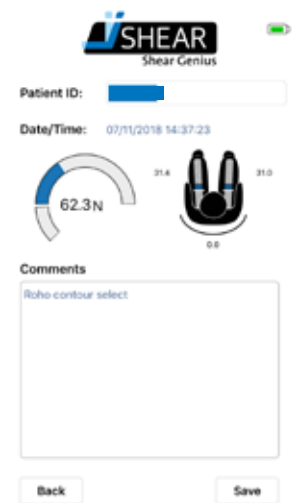 iSHEAR
Shear Genius
Patient ID:
Date/Time: 07/11/2018 14:37:23
62.3N
31.4
31.0
0.0
Comments
Roho contour select
Back
Save